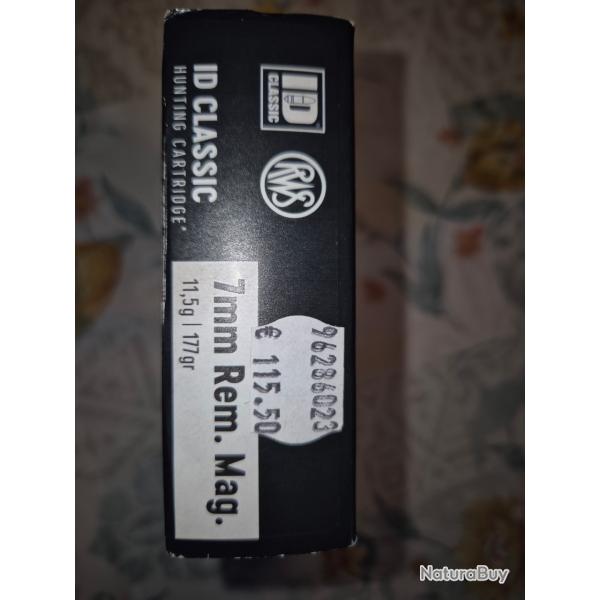 ID
CLASSIC
RWS
ID CLASSIC
HUNTING CARTRIDGE*
7mm Rem. Mag.
11,5g | 177gr
96286023
€ 115.50
NaturaBuy